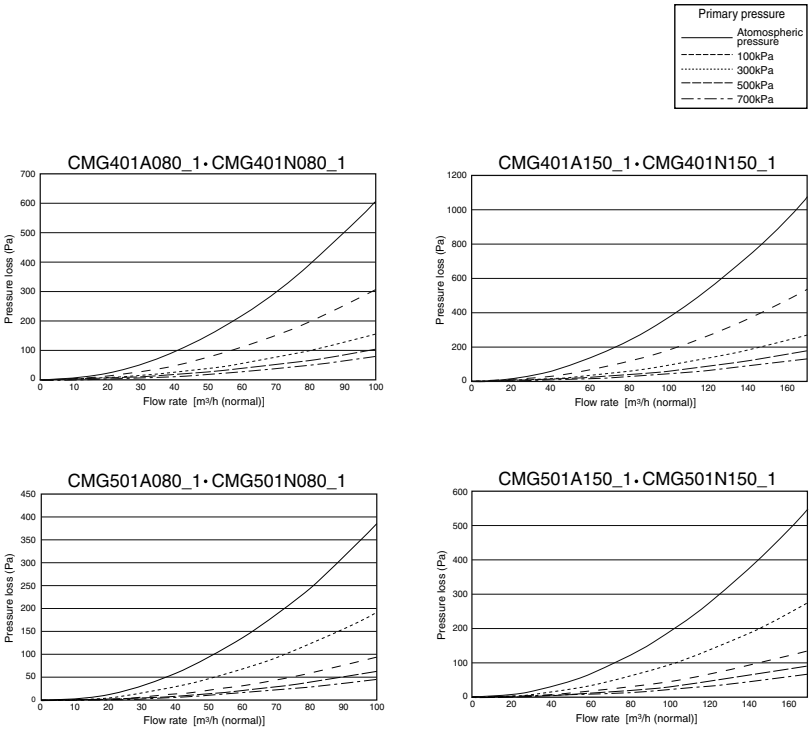 Primary pressure
Atomospheric
pressure
100kPa
300kPa
500kPa
700kPa
CMG401A080_1・CMG401N080_1
Pressure loss (Pa)
700
600
500
400
300
200
100
0
0 10 20 30 40 50 60 70 80 90 100
Flow rate [m³/h (normal)]
CMG401A150_1・CMG401N150_1
Pressure loss (Pa)
1200
1000
800
600
400
200
0
0 20 40 60 80 100 120 140 160
Flow rate [m³/h (normal)]
CMG501A080_1・CMG501N080_1
Pressure loss (Pa)
450
400
350
300
250
200
150
100
50
0
0 10 20 30 40 50 60 70 80 90 100
Flow rate [m³/h (normal)]
CMG501A150_1・CMG501N150_1
Pressure loss (Pa)
600
500
400
300
200
100
0
0 20 40 60 80 100 120 140 160
Flow rate [m³/h (normal)]